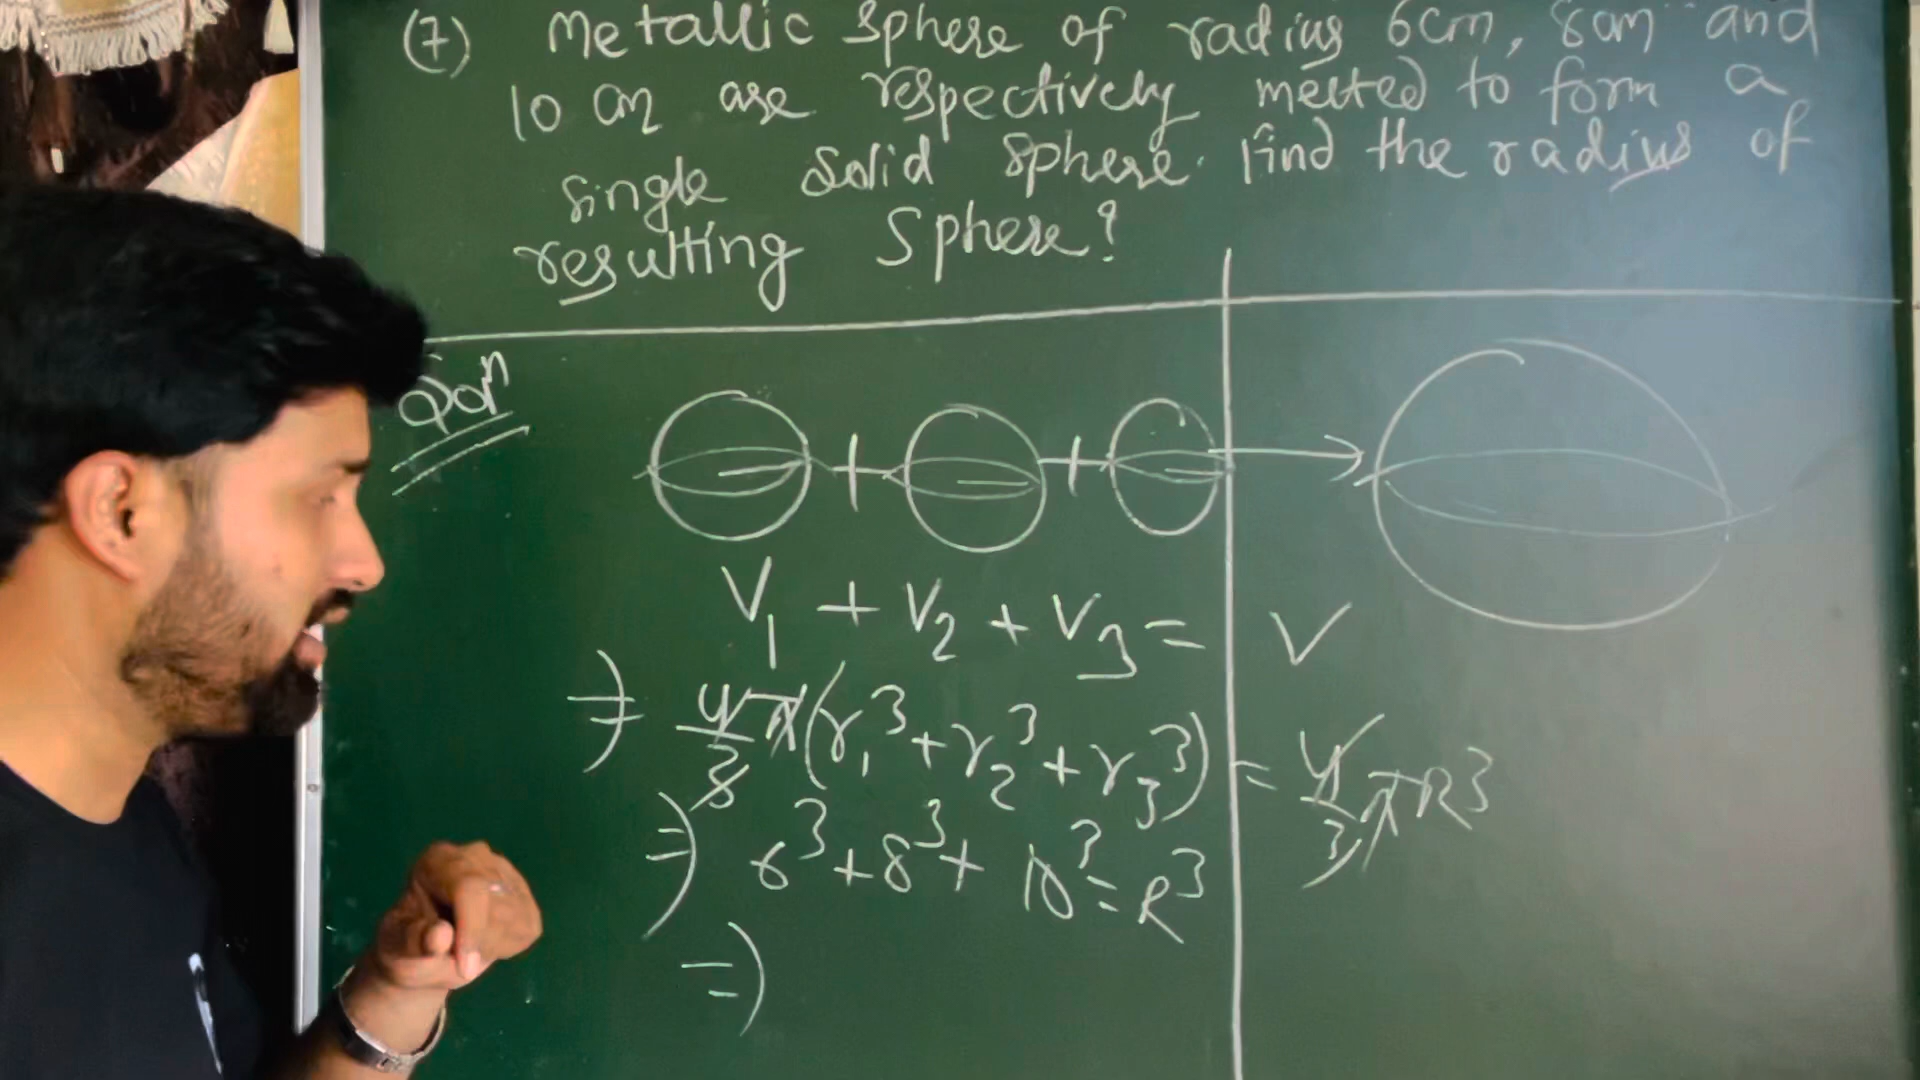 (7) Metallic sphere of radius 6cm, 8cm and
10 cm are respectively melted to form a
single solid sphere. Find the radius of
resulting sphere?
Solⁿ
V₁ + V₂ + V₃ = V
⇒ 4/3 π(r₁³ + r₂³ + r₃³) = 4/3 πR³
⇒ 6³ + 8³ + 10³ = R³
⇒